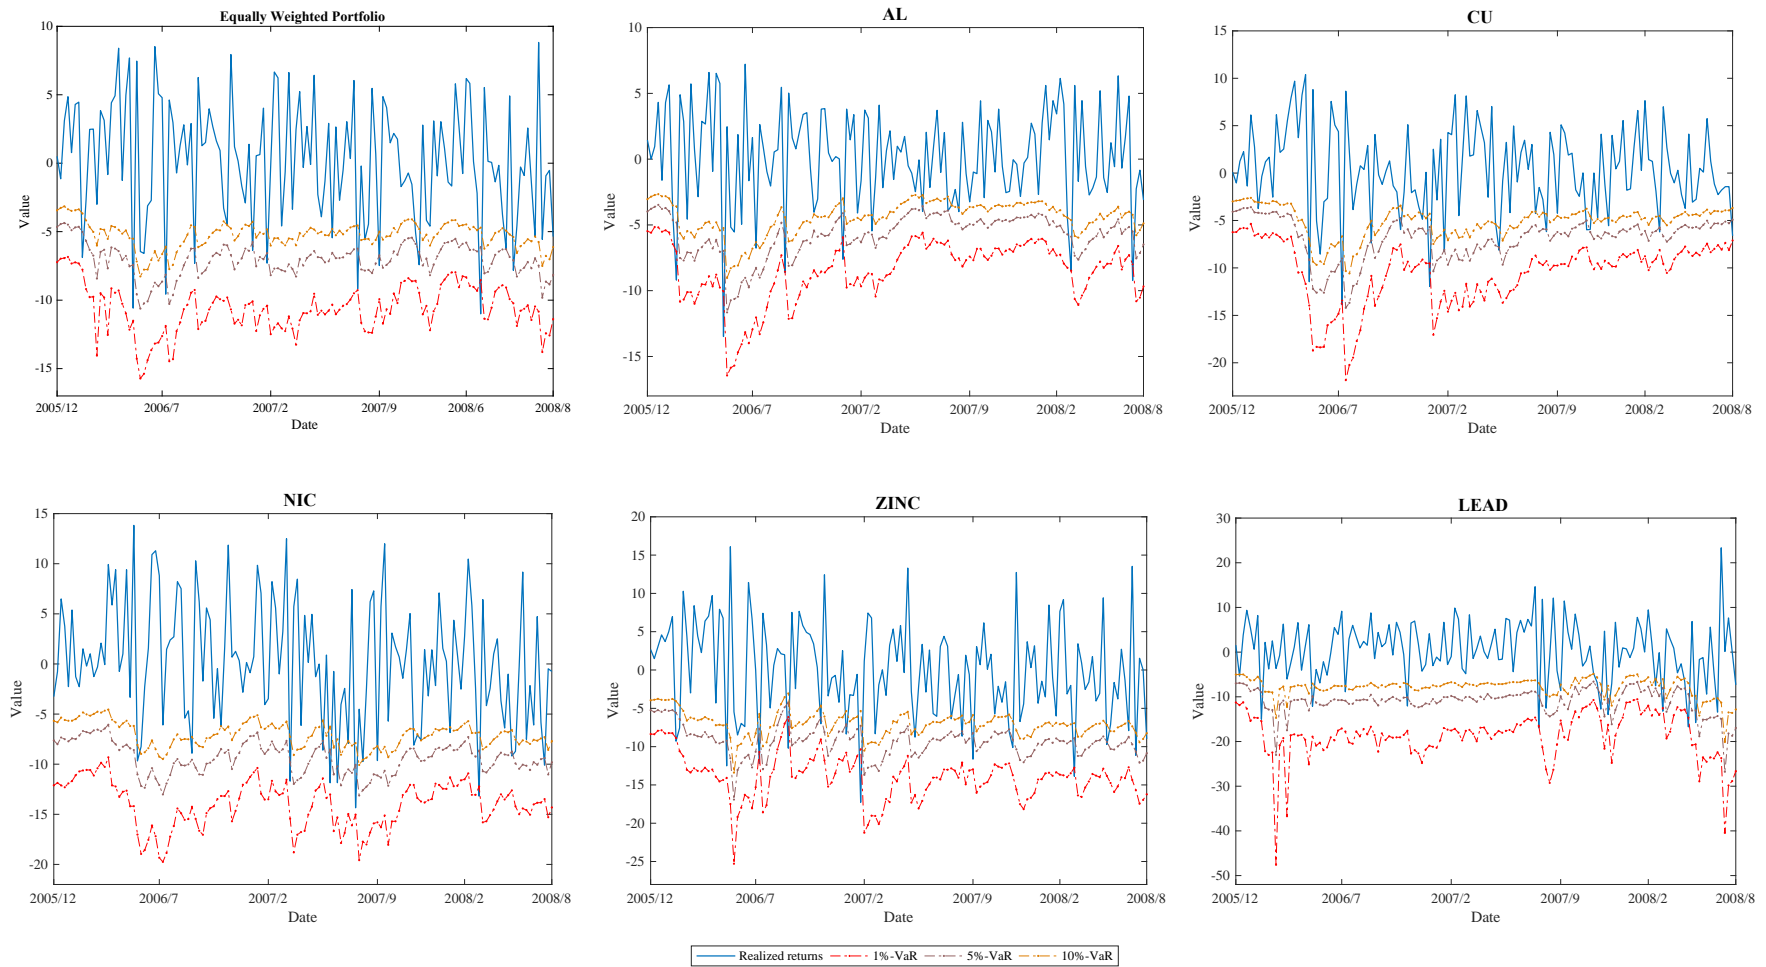 Equally Weighted Portfolio
10
5
0
-5
-10
-15
Value
2005/12 2006/7 2007/2 2007/9 2008/6 2008/8
Date
AL
10
5
0
-5
-10
-15
Value
2005/12 2006/7 2007/2 2007/9 2008/2 2008/8
Date
CU
15
10
5
0
-5
-10
-15
-20
Value
2005/12 2006/7 2007/2 2007/9 2008/2 2008/8
Date
NIC
15
10
5
0
-5
-10
-15
-20
Value
2005/12 2006/7 2007/2 2007/9 2008/2 2008/8
Date
ZINC
20
15
10
5
0
-5
-10
-15
-20
-25
Value
2005/12 2006/7 2007/2 2007/9 2008/2 2008/8
Date
LEAD
30
20
10
0
-10
-20
-30
-40
-50
Value
2005/12 2006/7 2007/2 2007/9 2008/2 2008/8
Date
Realized returns 1%-VaR 5%-VaR 10%-VaR